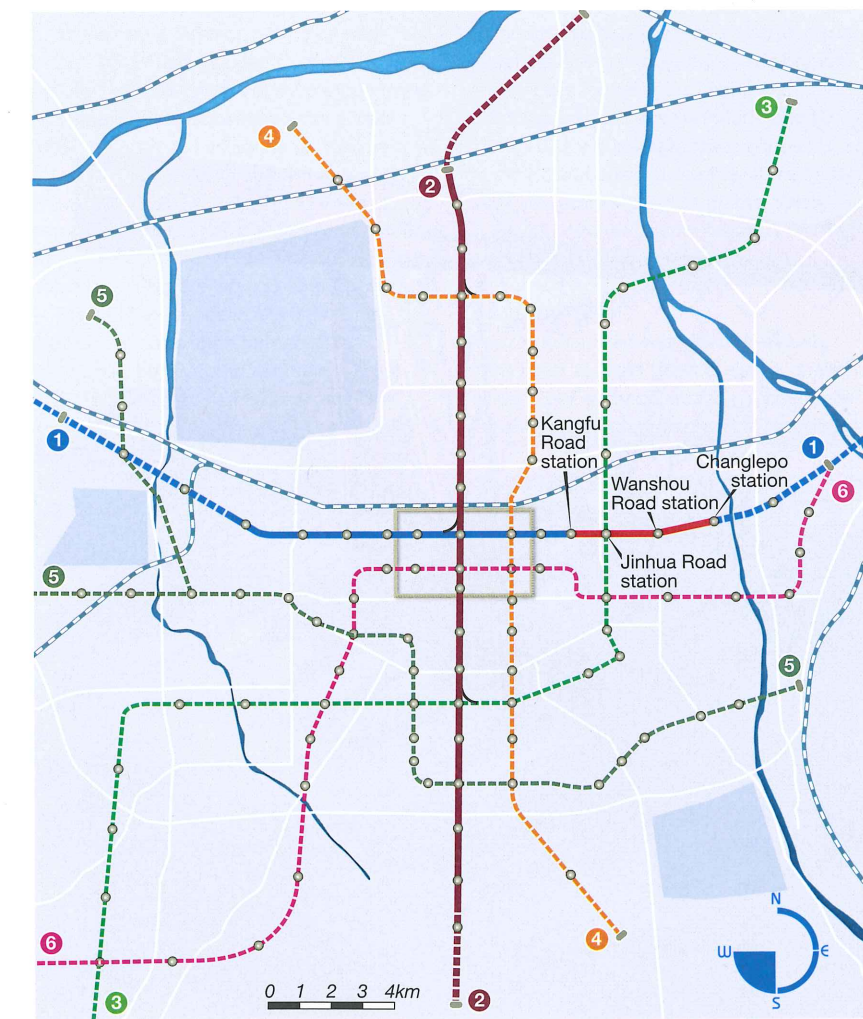 3
4
2
5
Kangfu
Road
station
1
1
Changlepo
station
Wanshou
Road station
6
Jinhua Road
station
5
5
N
W
E
S
6
4
3
2
0 1 2 3 4km